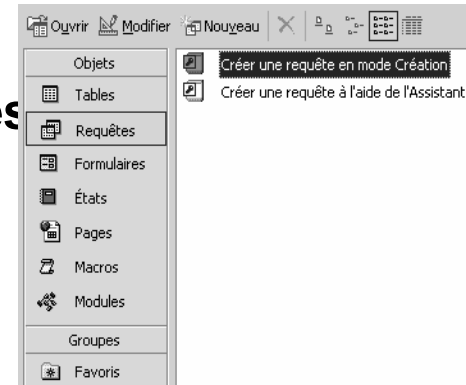 Ouvrir Modifier Nouveau
Objets
Tables
Requêtes
Formulaires
États
Pages
Macros
Modules
Groupes
Favoris
Créer une requête en mode Création
Créer une requête à l'aide de l'Assistant
es